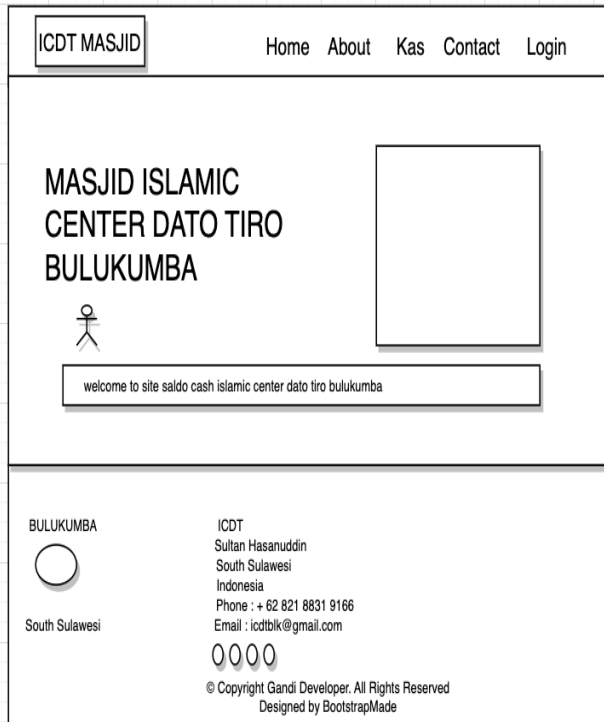 ICDT MASJID
Home About Kas Contact Login
MASJID ISLAMIC
CENTER DATO TIRO
BULUKUMBA
welcome to site saldo cash islamic center dato tiro bulukumba
BULUKUMBA
South Sulawesi
ICDT
Sultan Hasanuddin
South Sulawesi
Indonesia
Phone : + 62 821 8831 9166
Email : icdtblk@gmail.com
© Copyright Gandi Developer. All Rights Reserved
Designed by BootstrapMade